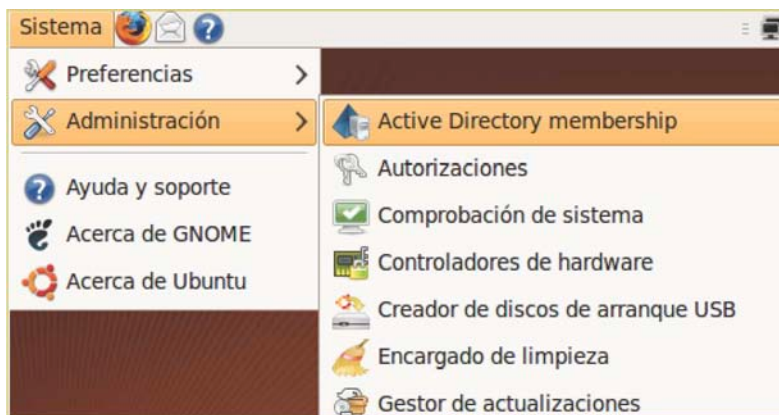 Sistema
Preferencias
Administración
Ayuda y soporte
Acerca de GNOME
Acerca de Ubuntu
Active Directory membership
Autorizaciones
Comprobación de sistema
Controladores de hardware
Creador de discos de arranque USB
Encargado de limpieza
Gestor de actualizaciones